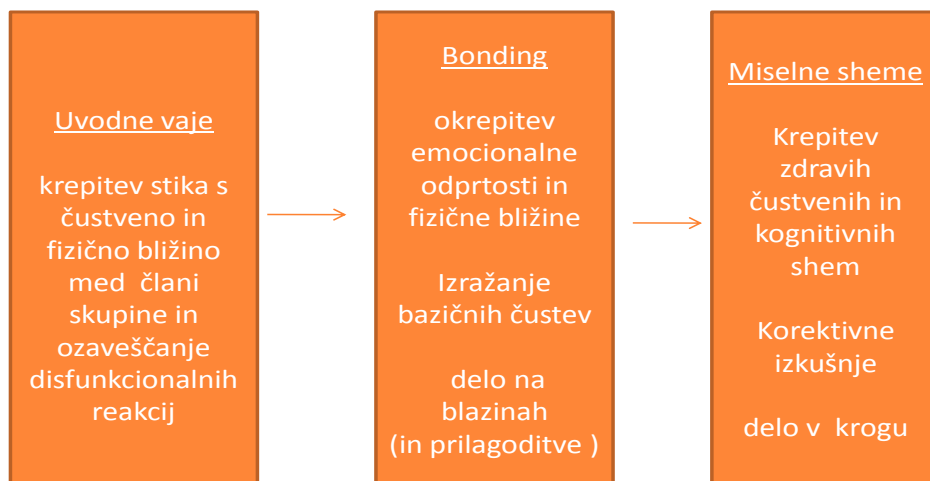 Uvodne vaje
krepitev stika s
čustveno in
fizično bližino
med člani
skupine in
ozaveščanje
disfunkcionalnih
reakcij
Bonding
okrepitev
emocionalne
odprtosti in
fizične bližine
Izražanje
bazičnih čustev
delo na
blazinah
(in prilagoditve )
Miselne sheme
Krepitev
zdravih
čustvenih in
kognitivnih
shem
Korektivne
izkušnje
delo v krogu